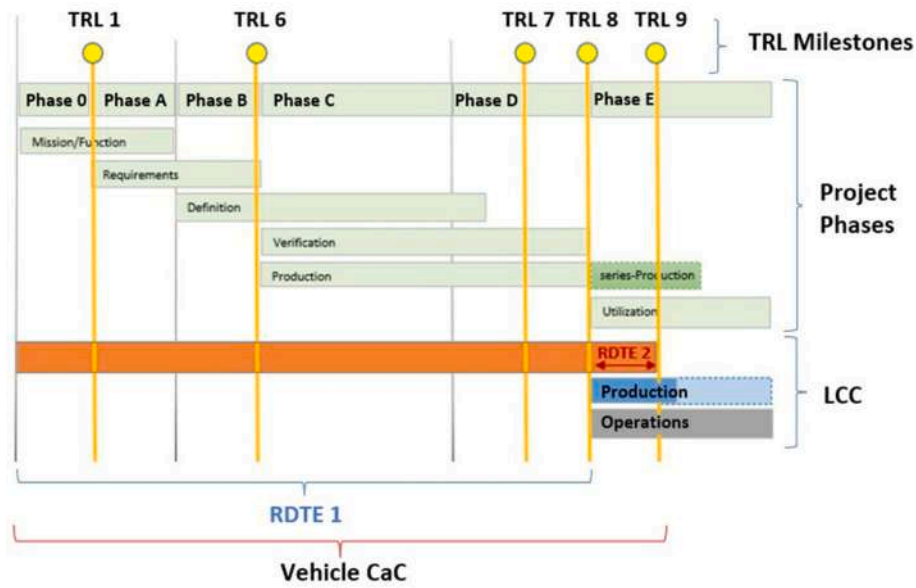 TRL 1
TRL 6
TRL 7
TRL 8
TRL 9
TRL Milestones
Phase 0
Phase A
Phase B
Phase C
Phase D
Phase E
Mission/Function
Requirements
Definition
Verification
Production
series-Production
Utilization
Project
Phases
RDTE 2
Production
Operations
LCC
RDTE 1
Vehicle CaC